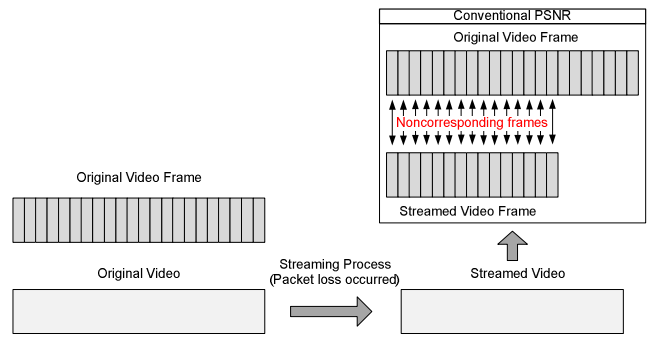 Conventional PSNR
Original Video Frame
Noncorresponding frames
Streamed Video Frame
Original Video Frame
Original Video
Streaming Process
(Packet loss occurred)
Streamed Video